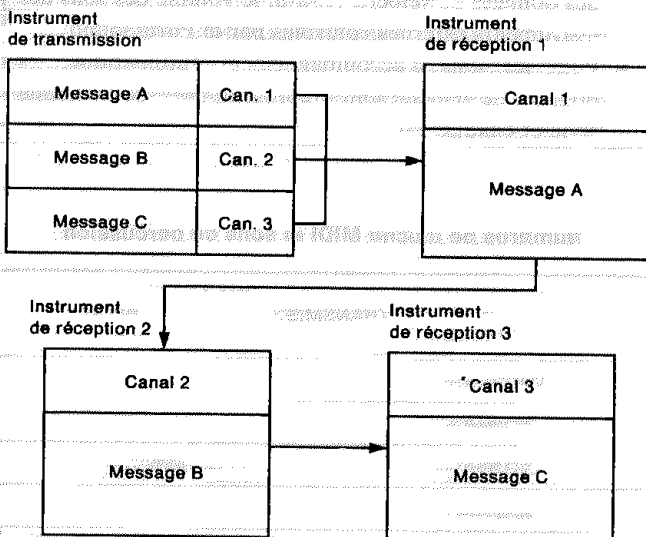 Instrument
de transmission
Instrument
de réception 1
Message A
Can. 1
Message B
Can. 2
Message C
Can. 3
Canal 1
Message A
Instrument
de réception 2
Instrument
de réception 3
Canal 2
Message B
Canal 3
Message C